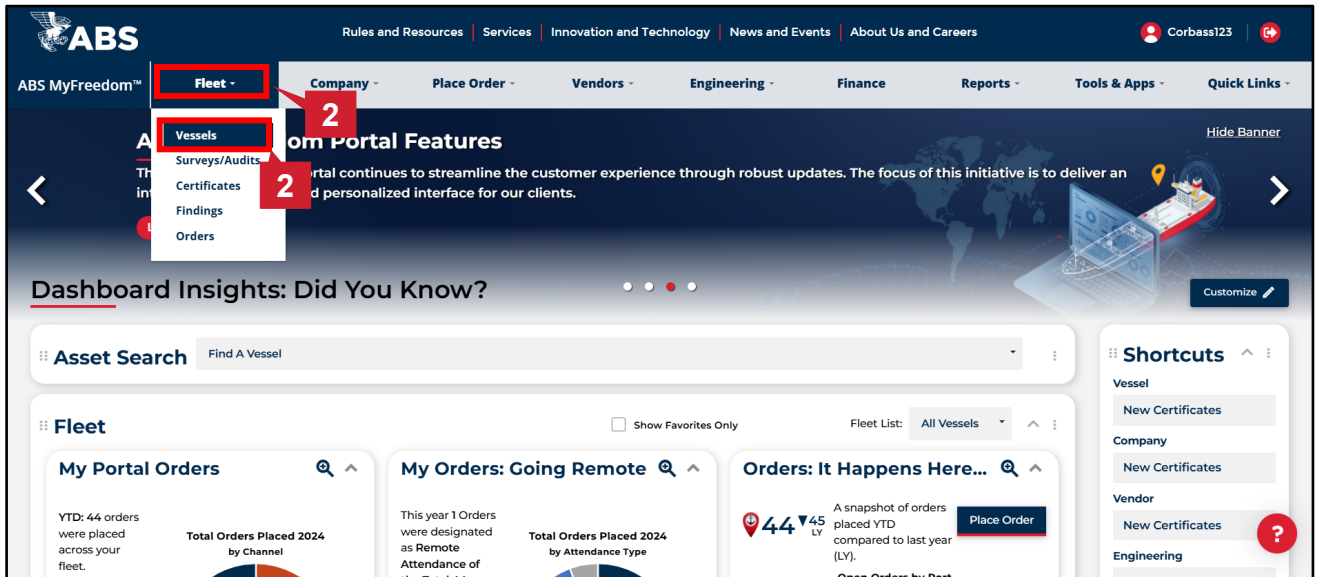 ABS
Rules and Resources
Services
Innovation and Technology
News and Events
About Us and Careers
Corbass123
ABS MyFreedom™
Fleet
Company
Place Order
Vendors
Engineering
Finance
Reports
Tools & Apps
Quick Links
2
Vessels
Surveys/Audits
Certificates
Findings
Orders
2
A
om Portal Features
Hide Banner
Th
rtal continues to streamline the customer experience through robust updates. The focus of this initiative is to deliver an
int
d personalized interface for our clients.
Dashboard Insights: Did You Know?
Customize
Asset Search
Find A Vessel
Shortcuts
Vessel
New Certificates
Company
New Certificates
Vendor
New Certificates
Engineering
?
Fleet
Show Favorites Only
Fleet List:
All Vessels
My Portal Orders
YTD: 44 orders
were placed
across your
fleet.
Total Orders Placed 2024
by Channel
My Orders: Going Remote
This year 1 Orders
were designated
as Remote
Attendance of
Total Orders Placed 2024
by Attendance Type
Orders: It Happens Here...
44
45
LY
A snapshot of orders
placed YTD
compared to last year
(LY).
Place Order
Open Orders by Port